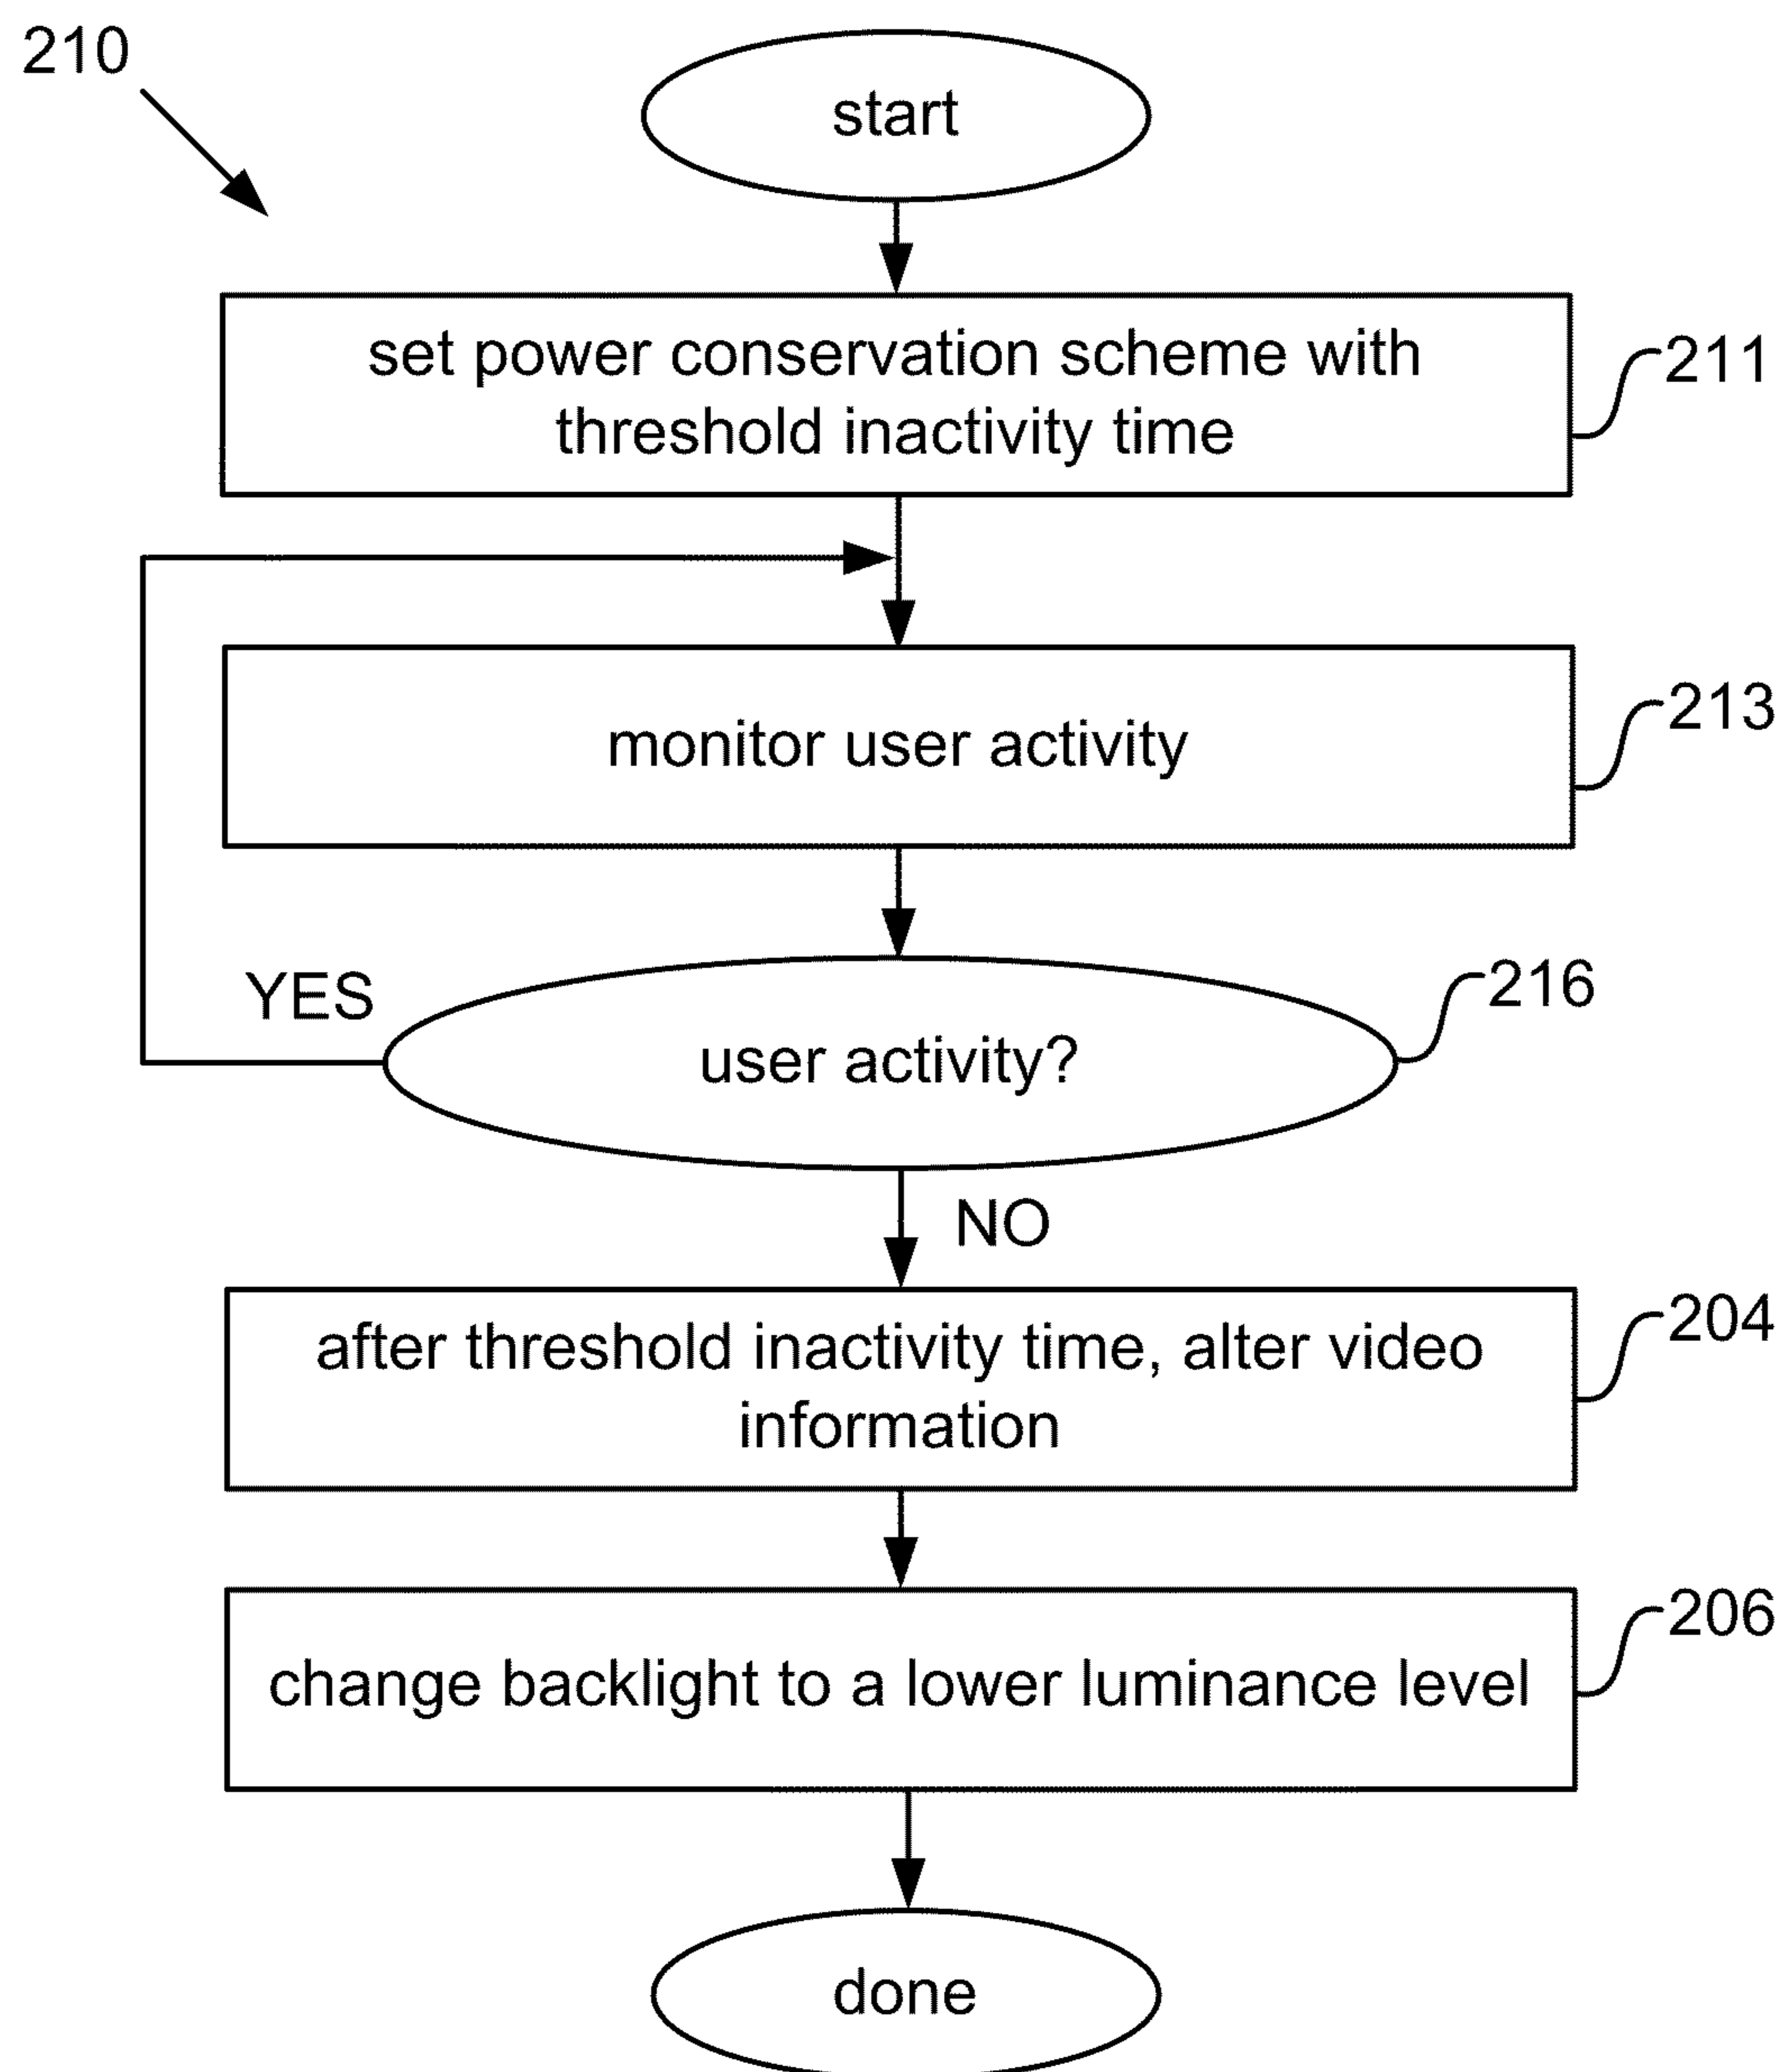 210
start
set power conservation scheme with
threshold inactivity time
211
monitor user activity
213
YES
user activity?
216
NO
after threshold inactivity time, alter video
information
204
change backlight to a lower luminance level
206
done